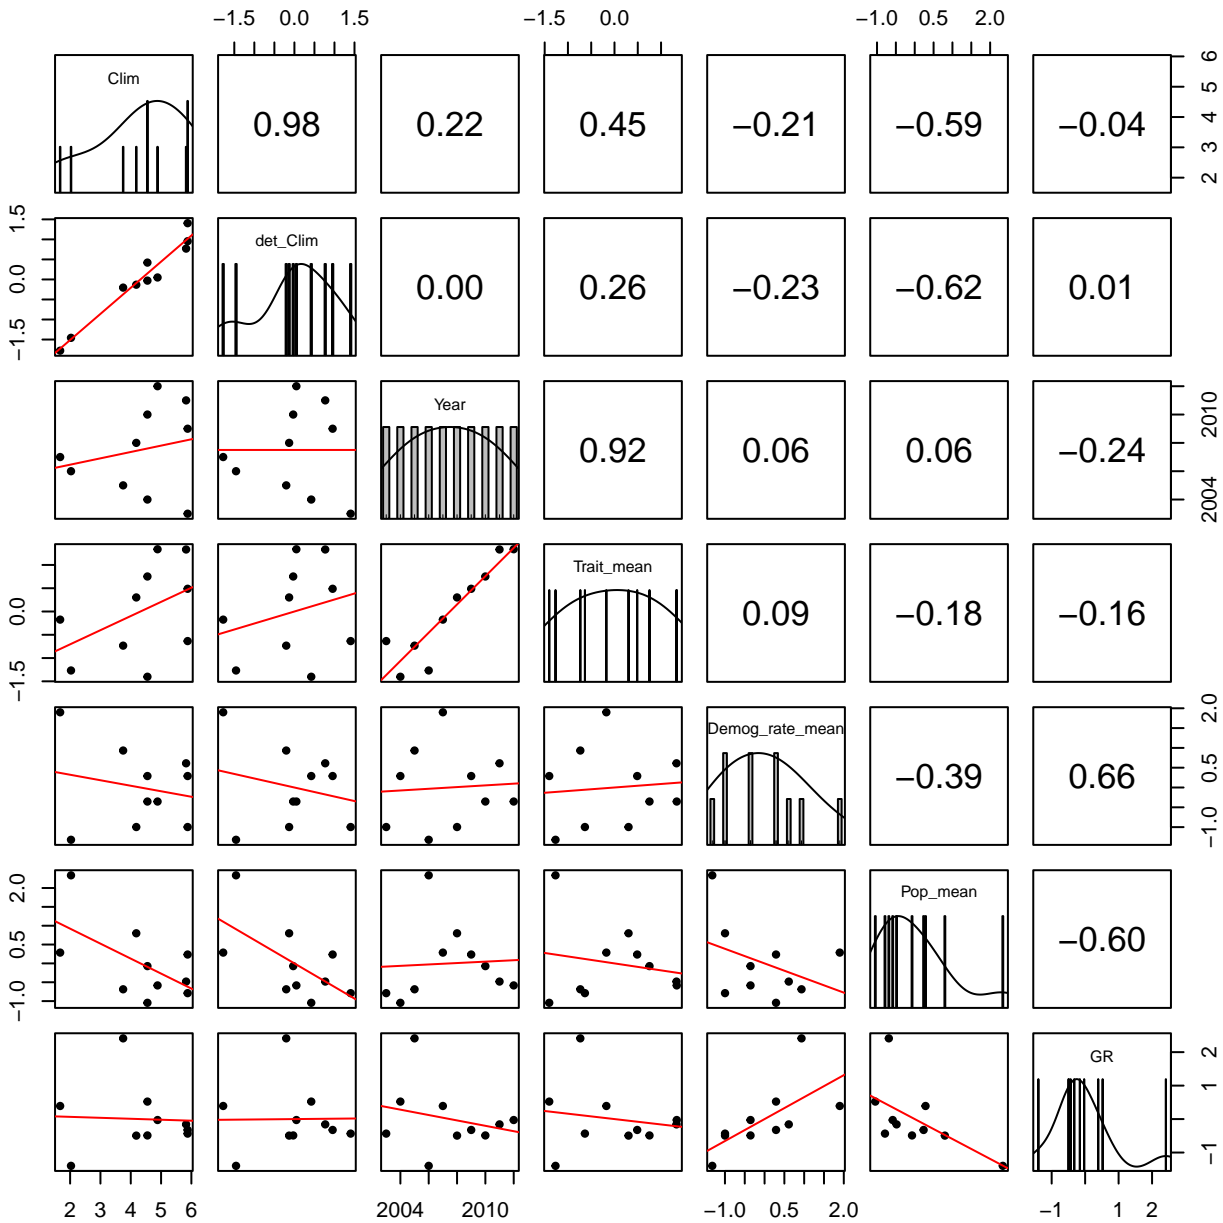 −1.5 0.0 1.5 −1.5 0.0 −1.0 0.5 2.0
Clim 0.98 0.22 0.45 −0.21 −0.59 −0.04 2 3 4 5 6
−1.5 0.0 1.5 det_Clim 0.00 0.26 −0.23 −0.62 0.01
Year 0.92 0.06 0.06 −0.24 2004 2010
−1.5 0.0 Trait_mean 0.09 −0.18 −0.16
Demog_rate_mean −0.39 0.66 −1.0 0.5 2.0
−1.0 0.5 2.0 Pop_mean −0.60
GR −1 1 2
2 3 4 5 6 2004 2010 −1.0 0.5 2.0 −1 1 2